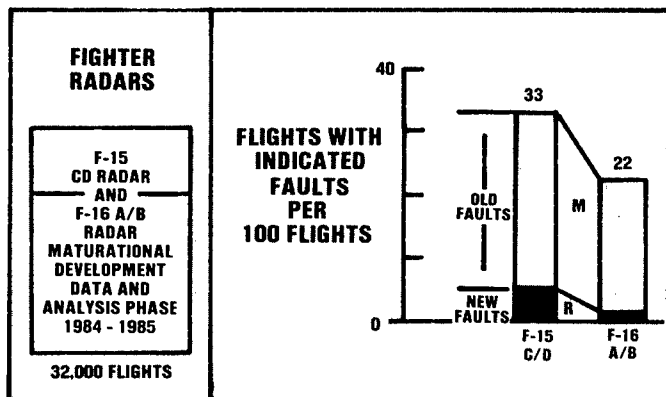 FIGHTER
RADARS
F-15
CD RADAR
AND
F-16 A/B
RADAR
MATURATIONAL
DEVELOPMENT
DATA AND
ANALYSIS PHASE
1984 - 1985
32,000 FLIGHTS
FLIGHTS WITH
INDICATED
FAULTS
PER
100 FLIGHTS
40
0
33
22
OLD
FAULTS
M
NEW
FAULTS
R
F-15
C/D
F-16
A/B